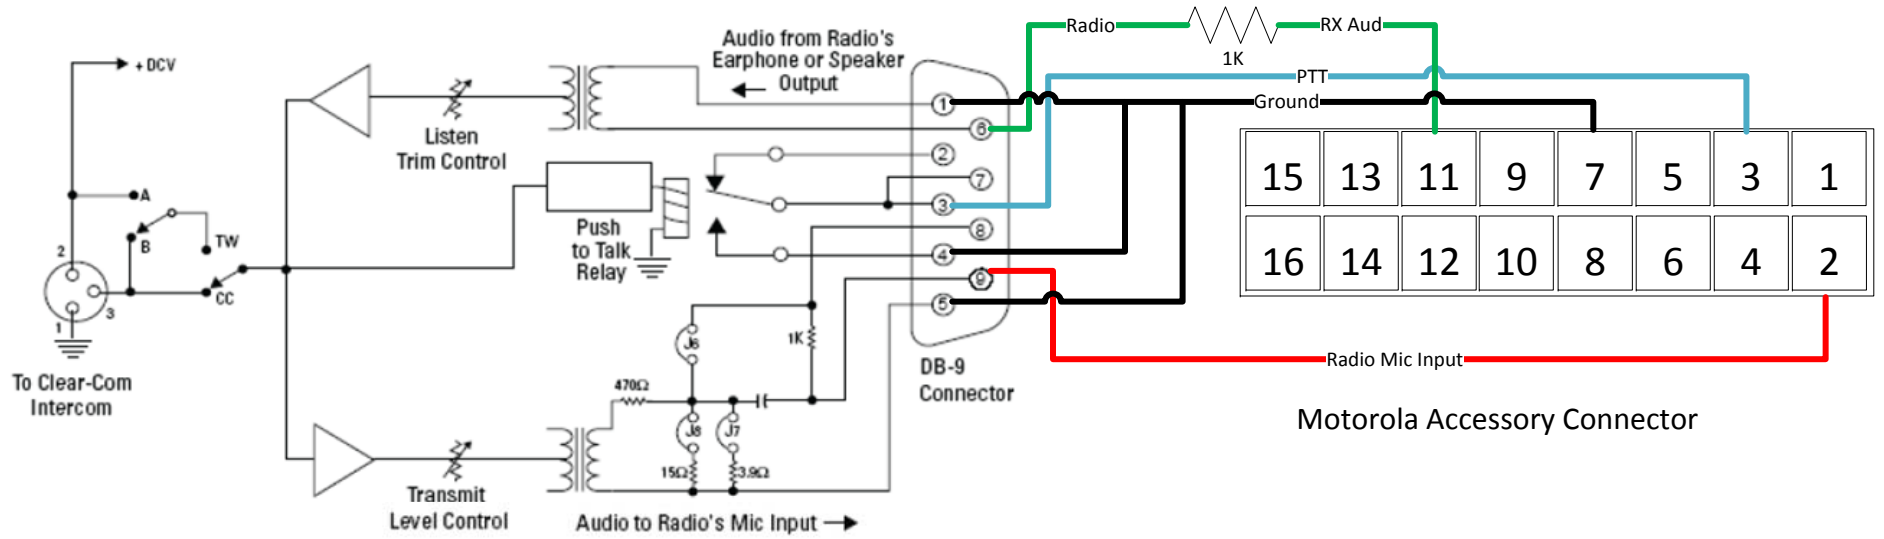 Audio from Radio's
Earphone or Speaker
Output
Radio
1K
RX Aud
PTT
Ground
+ DCV
Listen
Trim Control
1
6
2
7
3
8
4
9
5
DB-9
Connector
Push
to Talk
Relay
A
B
TW
CC
2
3
1
To Clear-Com
Intercom
J6
1K
470Ω
J8
J7
15Ω
3.9Ω
Transmit
Level Control
Audio to Radio's Mic Input
15 13 11 9 7 5 3 1
16 14 12 10 8 6 4 2
Radio Mic Input
Motorola Accessory Connector